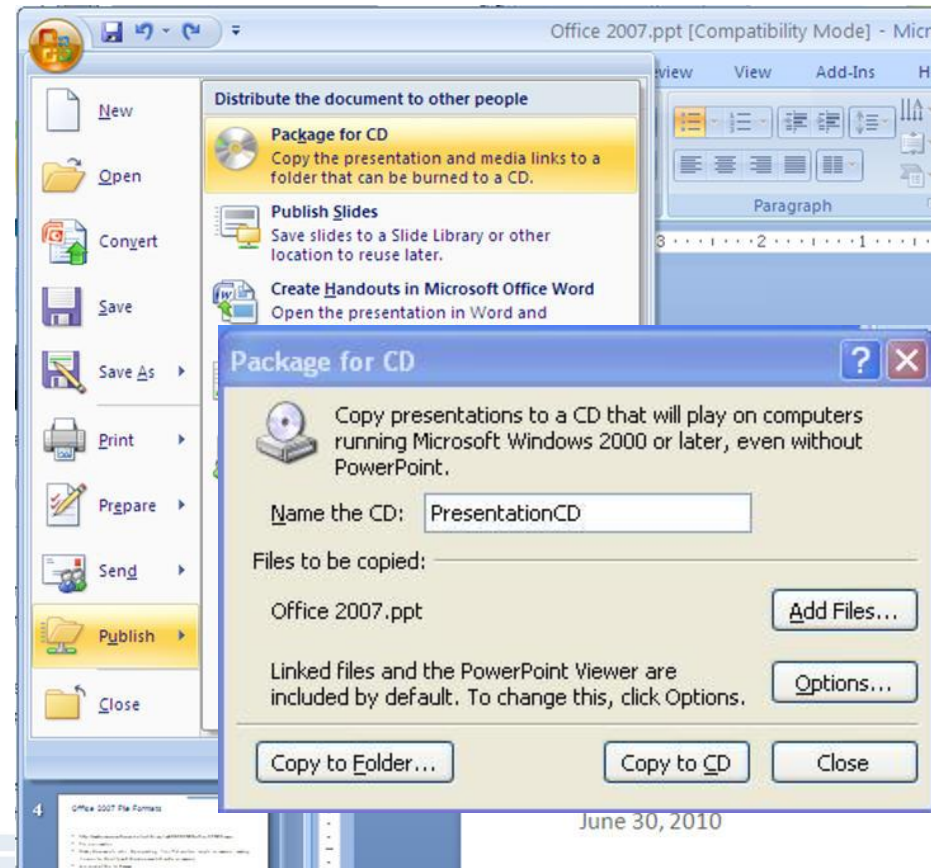 Office 2007.ppt [Compatibility Mode] - Micr
View
Add-Ins
New
Open
Convert
Save
Save As
Print
Prepare
Send
Publish
Close
Distribute the document to other people
Package for CD
Copy the presentation and media links to a
folder that can be burned to a CD.
Publish Slides
Save slides to a Slide Library or other
location to reuse later.
Create Handouts in Microsoft Office Word
Open the presentation in Word and
Paragraph
3 2 1
Package for CD
Copy presentations to a CD that will play on computers
running Microsoft Windows 2000 or later, even without
PowerPoint.
Name the CD: PresentationCD
Files to be copied:
Office 2007.ppt
Add Files...
Linked files and the PowerPoint Viewer are
included by default. To change this, click Options.
Options...
Copy to Folder...
Copy to CD
Close
4
Office 2007 File Formats
June 30, 2010